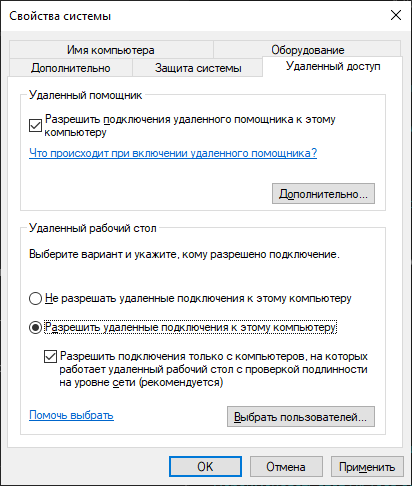 Свойства системы
Имя компьютера
Оборудование
Дополнительно
Защита системы
Удаленный доступ
Удаленный помощник
Разрешить подключения удаленного помощника к этому
компьютеру
Что происходит при включении удаленного помощника?
Дополнительно...
Удаленный рабочий стол
Выберите вариант и укажите, кому разрешено подключение.
Не разрешать удаленные подключения к этому компьютеру
Разрешить удаленные подключения к этому компьютеру
Разрешить подключения только с компьютеров, на которых
работает удаленный рабочий стол с проверкой подлинности
на уровне сети (рекомендуется)
Помочь выбрать
Выбрать пользователей...
ОК
Отмена
Применить